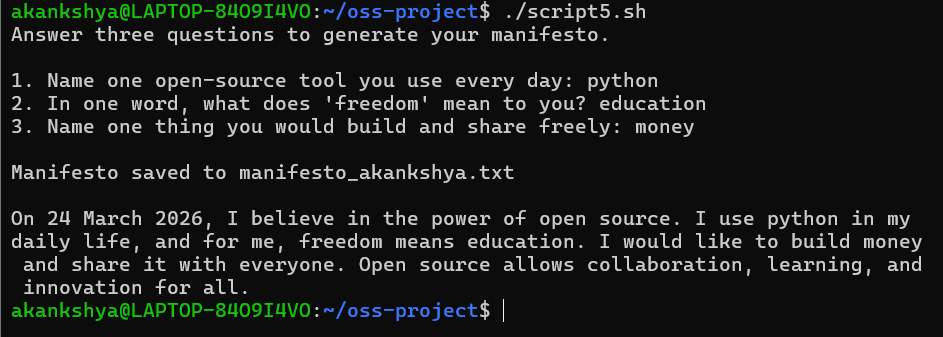 akankshya@LAPTOP-84O9I4VO:~/oss-project$ ./script5.sh
Answer three questions to generate your manifesto.
1. Name one open-source tool you use every day: python
2. In one word, what does 'freedom' mean to you? education
3. Name one thing you would build and share freely: money
Manifesto saved to manifesto_akankshya.txt
On 24 March 2026, I believe in the power of open source. I use python in my
daily life, and for me, freedom means education. I would like to build money
 and share it with everyone. Open source allows collaboration, learning, and
 innovation for all.
akankshya@LAPTOP-84O9I4VO:~/oss-project$